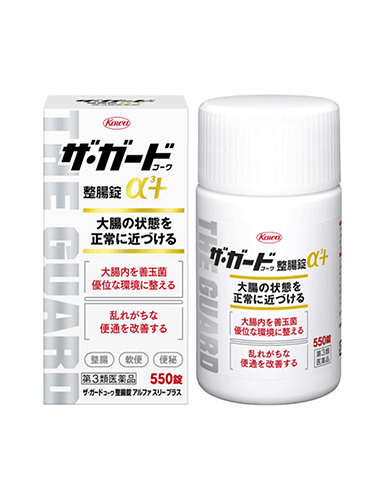 Kowa
ザ・ガード
コーワ
整腸錠 α³+
大腸の状態を
正常に近づける
大腸内を善玉菌
優位な環境に整える
乱れがちな
便通を改善する
整腸 軟便 便秘
第3類医薬品 550錠
ザ・ガードコーワ整腸錠 アルファ スリー プラス
THE GUARD
Kowa
ザ・ガード コーワ 整腸錠 α³+
大腸の状態を
正常に近づける
大腸内を善玉菌
優位な環境に整える
乱れがちな
便通を改善する
550錠
第3類
医薬品
THE GUARD